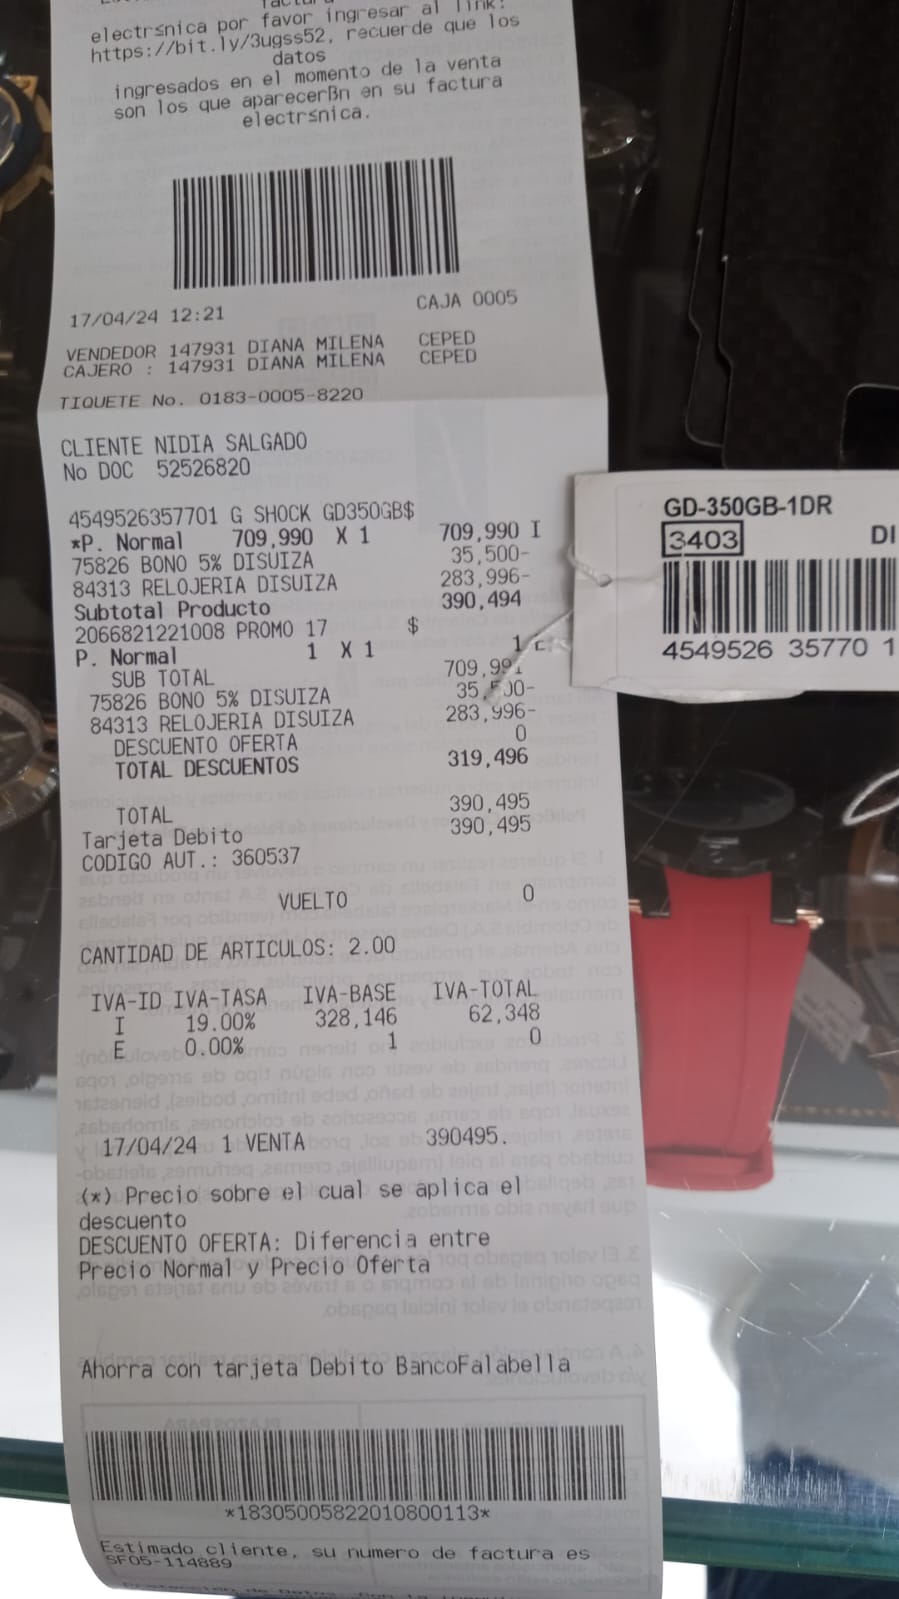 factura
electr≤nica por favor ingresar al link:
https://bit.ly/3ugss52, recuerde que los
datos
ingresados en el momento de la venta
son los que aparecerßn en su factura
electr≤nica.
17/04/24 12:21 CAJA 0005
VENDEDOR 147931 DIANA MILENA CEPED
CAJERO : 147931 DIANA MILENA CEPED
TIQUETE No. 0183-0005-8220
CLIENTE NIDIA SALGADO
No DOC 52526820
4549526357701 G SHOCK GD350GB$
*P. Normal 709,990 X 1 709,990 I
75826 BONO 5% DISUIZA 35,500-
84313 RELOJERIA DISUIZA 283,996-
Subtotal Producto 390,494
2066821221008 PROMO 17 $
P. Normal 1 X 1 1 E
SUB TOTAL 709,991
75826 BONO 5% DISUIZA 35,500-
84313 RELOJERIA DISUIZA 283,996-
DESCUENTO OFERTA 0
TOTAL DESCUENTOS 319,496
TOTAL 390,495
Tarjeta Debito 390,495
CODIGO AUT.: 360537
VUELTO 0
CANTIDAD DE ARTICULOS: 2.00
IVA-ID IVA-TASA IVA-BASE IVA-TOTAL
I 19.00% 328,146 62,348
E 0.00% 1 0
17/04/24 1 VENTA 390495.
(*) Precio sobre el cual se aplica el
descuento
DESCUENTO OFERTA: Diferencia entre
Precio Normal y Precio Oferta
Ahorra con tarjeta Debito BancoFalabella
*18305005822010800113*
Estimado cliente, su numero de factura es
SF05-114889
GD-350GB-1DR
3403 DI
4549526 35770 1